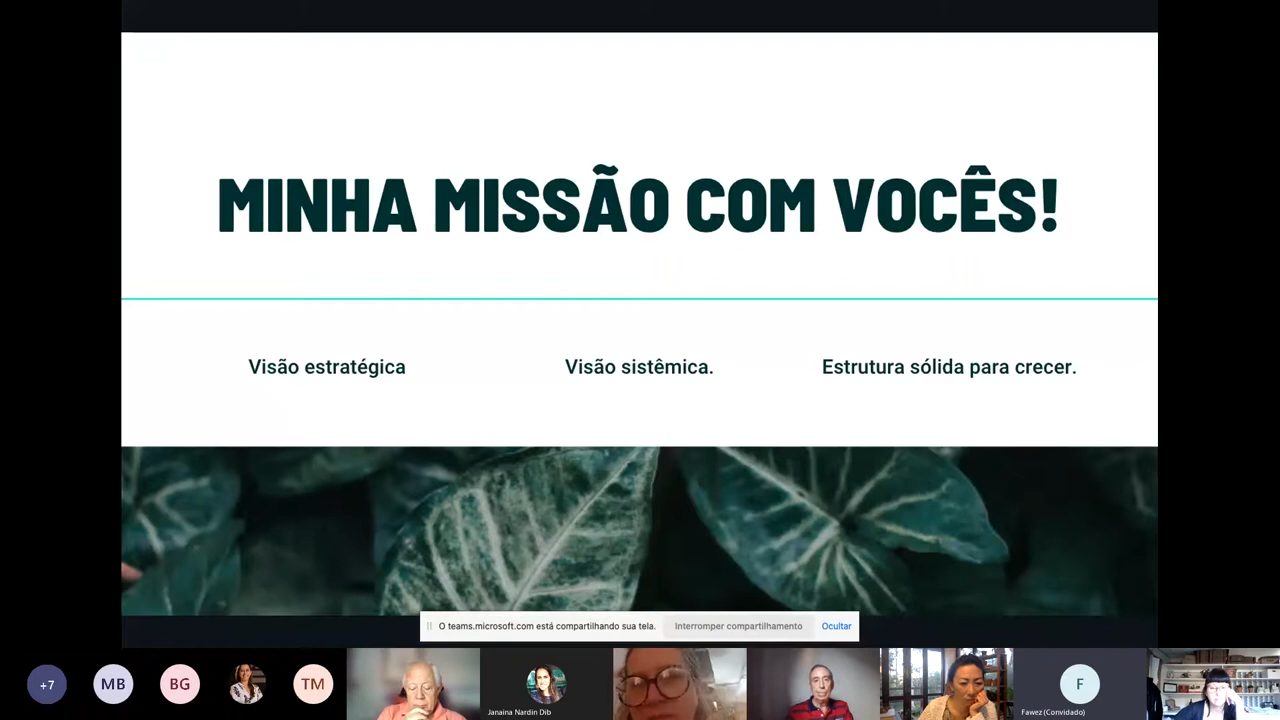 MINHA MISSÃO COM VOCÊS!
Visão estratégica
Visão sistêmica.
Estrutura sólida para crecer.
O teams.microsoft.com está compartilhando sua tela.
Interromper compartilhamento
Ocultar
+7
MB
BG
TM
Janaina Nardin Dib
F
Fawez (Convidado)